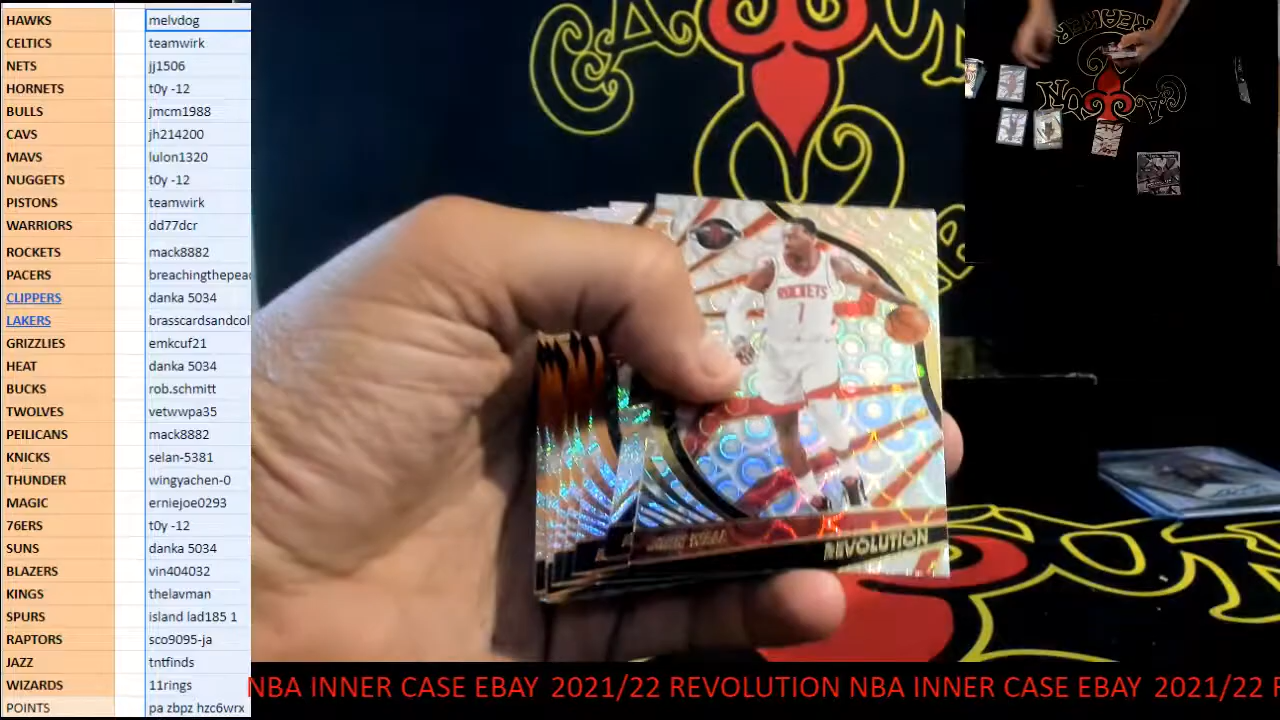 HAWKS melvdog
CELTICS teamwirk
NETS jj1506
HORNETS t0y -12
BULLS jmcm1988
CAVS jh214200
MAVS lulon1320
NUGGETS t0y -12
PISTONS teamwirk
WARRIORS dd77dcr
ROCKETS mack8882
PACERS breachingthepeac
CLIPPERS danka 5034
LAKERS brasscardsandcol
GRIZZLIES emkcuf21
HEAT danka 5034
BUCKS rob.schmitt
TWOLVES vetwwpa35
PEILICANS mack8882
KNICKS selan-5381
THUNDER wingyachen-0
MAGIC erniejoe0293
76ERS t0y -12
SUNS danka 5034
BLAZERS vin404032
KINGS thelavman
SPURS island lad185 1
RAPTORS sco9095-ja
JAZZ tntfinds
WIZARDS 11rings
POINTS pa zbpz hzc6wrx
ROCKETS
7
JOHN WALL
REVOLUTION
NBA INNER CASE EBAY 2021/22 REVOLUTION NBA INNER CASE EBAY 2021/22